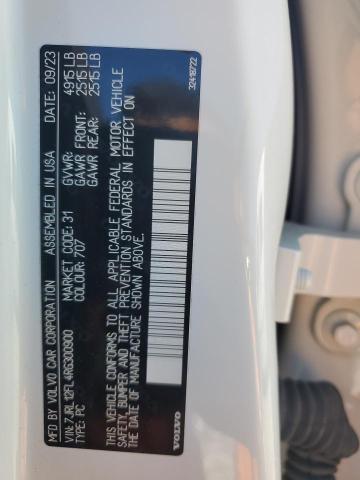 MFD BY: VOLVO CAR CORPORATION ASSEMBLED IN USA DATE: 09/23
VIN: 7JRL12FL4RG300900 MARKET CODE: 31 GVWR: 4915 LB
TYPE: PC COLOUR: 707 GAWR FRONT: 2515 LB
GAWR REAR: 2515 LB
THIS VEHICLE CONFORMS TO ALL APPLICABLE FEDERAL MOTOR VEHICLE
SAFETY, BUMPER AND THEFT PREVENTION STANDARDS IN EFFECT ON
THE DATE OF MANUFACTURE SHOWN ABOVE.
VOLVO 32418722